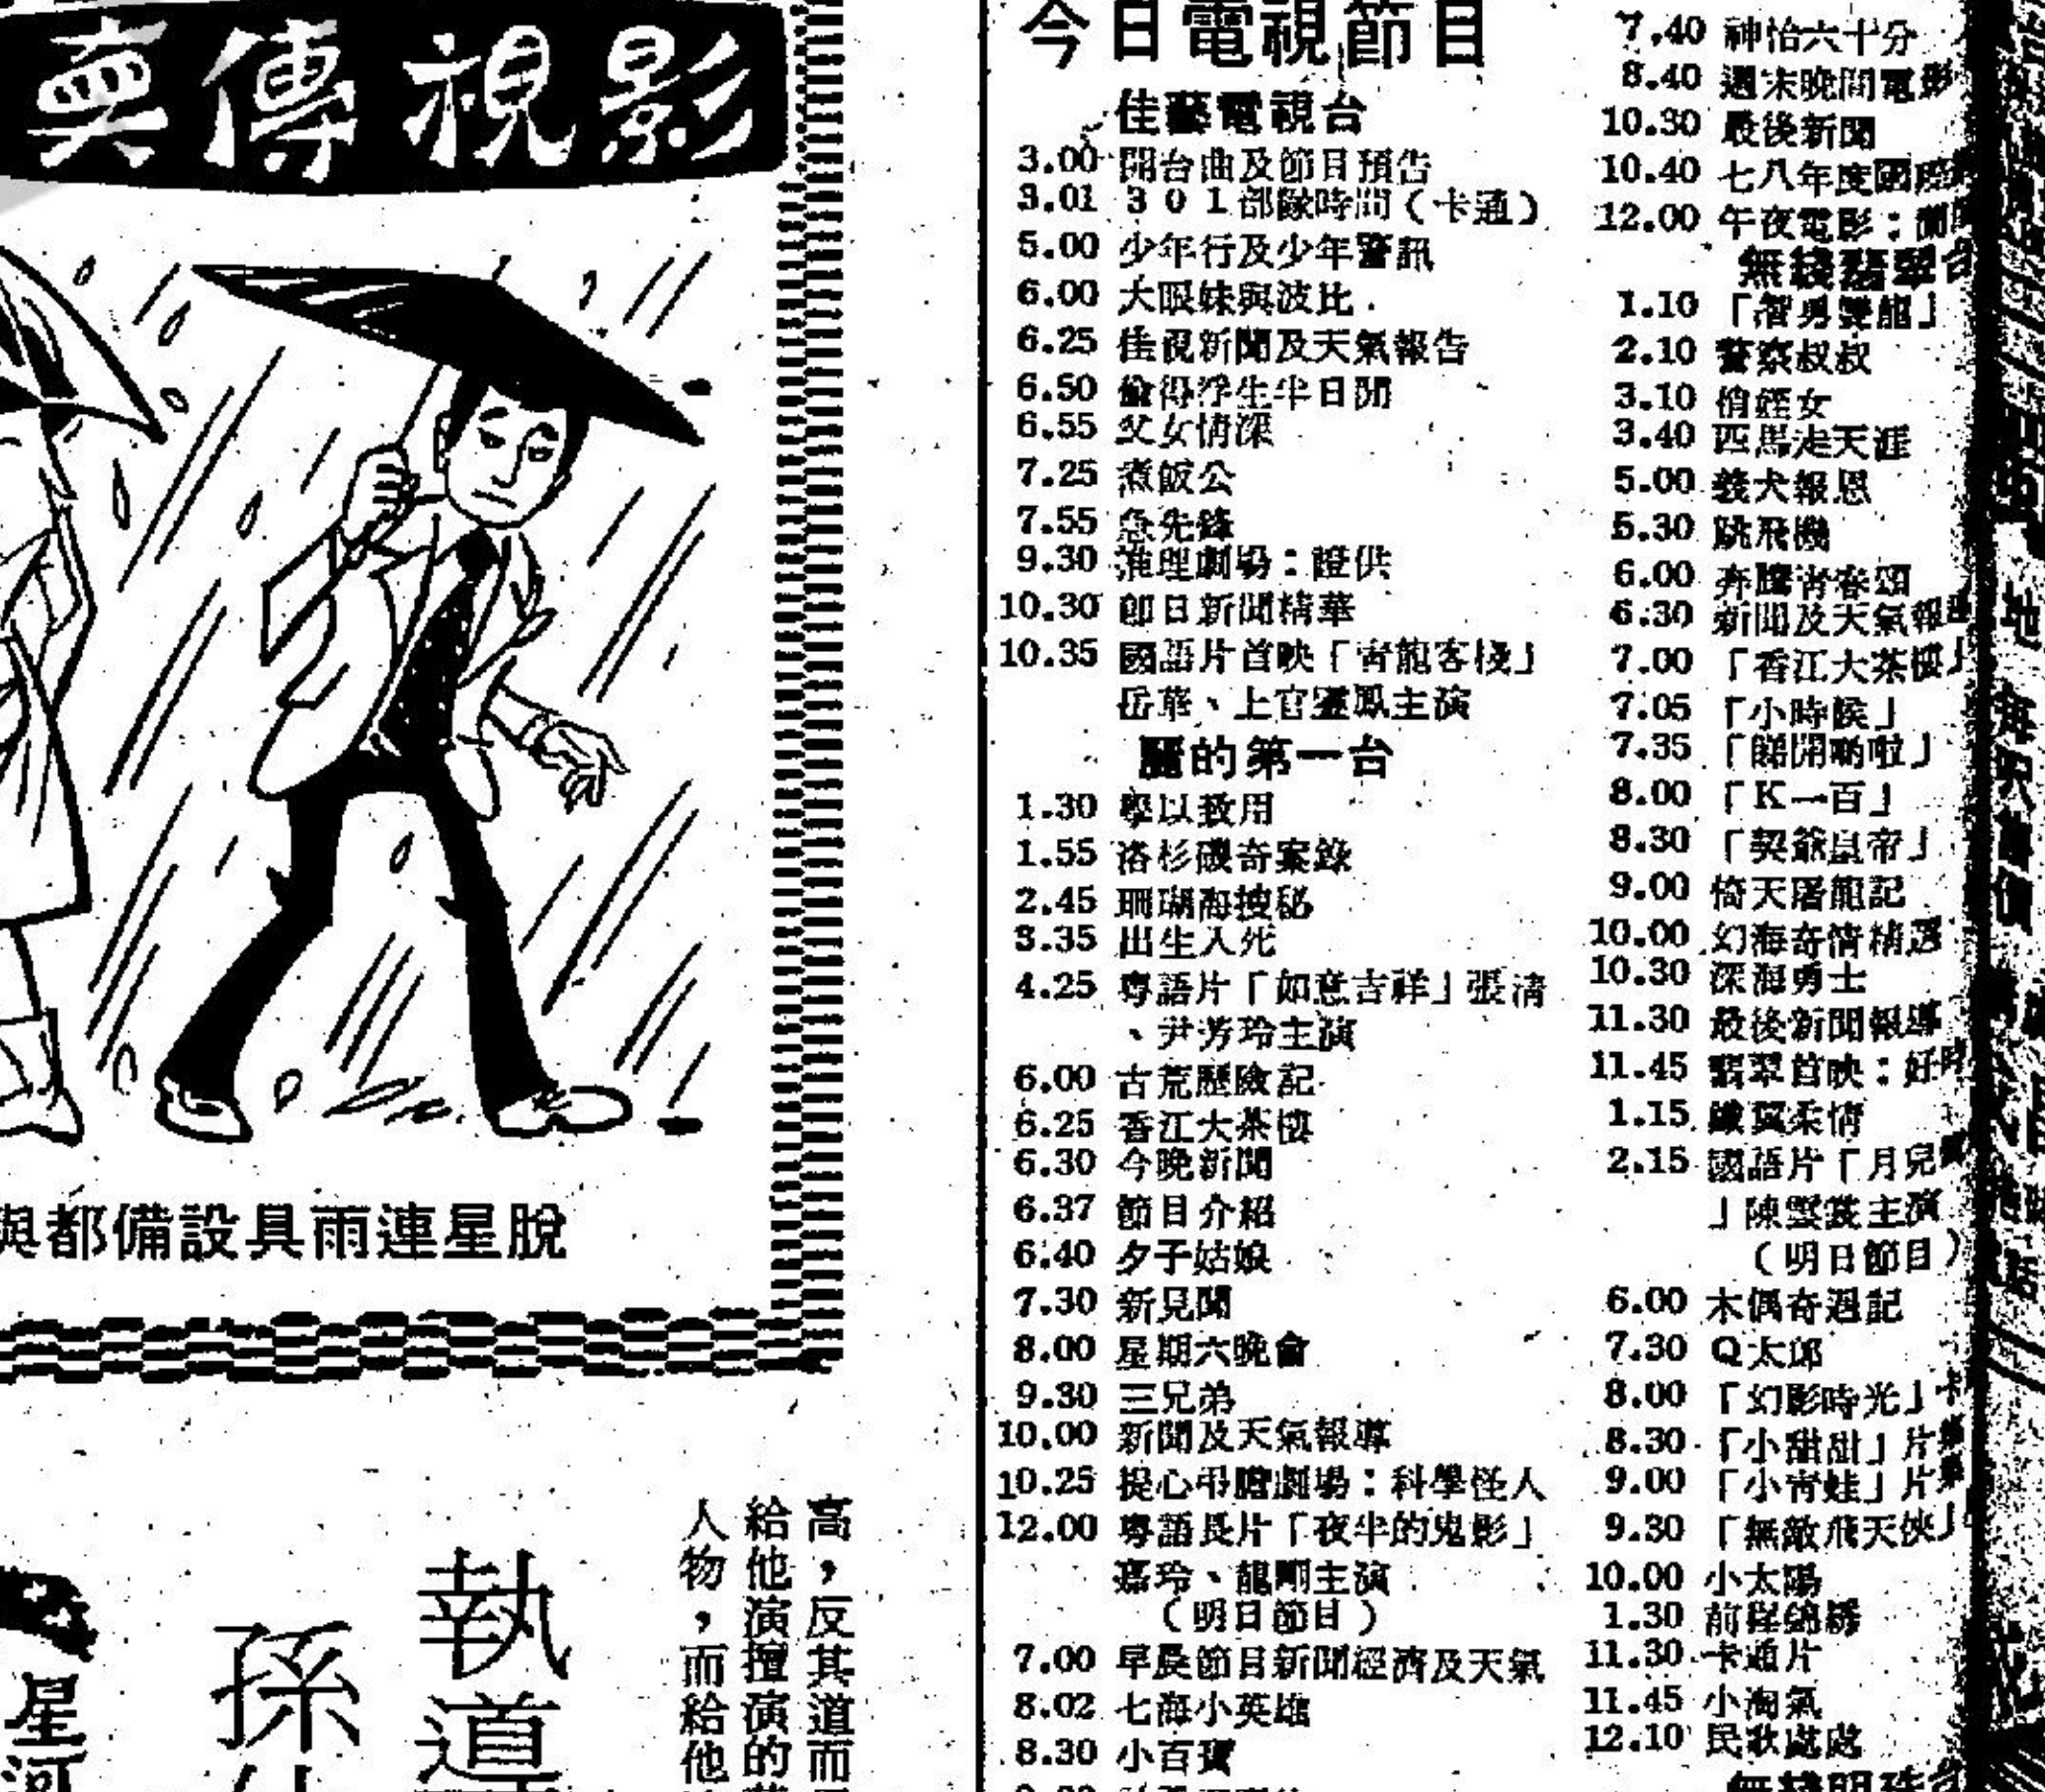 影視傳真
脫星連雨具設備都與
高，反其道而
給他演擅演的
人物，而給他
執導
孫
星河
今日電視節目
佳藝電視台
3.00 開台曲及節目預告
3.01 301部隊時間(卡通)
5.00 少年行及少年警訊
6.00 大眼妹與波比
6.25 佳視新聞及天氣報告
6.50 偷得浮生半日閒
6.55 父女情深
7.25 煮飯公
7.55 急先鋒
9.30 推理劇場：證供
10.30 即日新聞精華
10.35 國語片首映「青龍客棧」
岳華、上官靈鳳主演
麗的第一台
1.30 學以致用
1.55 洛杉磯奇案錄
2.45 珊瑚海搜秘
3.35 出生入死
4.25 粵語片「如意吉祥」張清
、尹芳玲主演
6.00 古荒歷險記
6.25 香江大茶樓
6.30 今晚新聞
6.37 節目介紹
6.40 夕子姑娘
7.30 新見聞
8.00 星期六晚會
9.30 三兄弟
10.00 新聞及天氣報導
10.25 提心吊膽劇場：科學怪人
12.00 粵語長片「夜半的鬼影」
嘉玲、龍剛主演
(明日節目)
7.00 早晨節目新聞經濟及天氣
8.02 七海小英雄
8.30 小百寶
7.40 神怡六十分
8.40 週末晚間電影
10.30 最後新聞
10.40 七八年度國際
12.00 午夜電影：
無綫翡翠台
1.10 「智勇雙龍」
2.10 警察叔叔
3.10 俏姪女
3.40 匹馬走天涯
5.00 義犬報恩
5.30 跳飛機
6.00 奔騰青春頌
6.30 新聞及天氣報
7.00 「香江大茶樓」
7.05 「小時候」
7.35 「睇開啲啦」
8.00 「K一百」
8.30 「契爺皇帝」
9.00 倚天屠龍記
10.00 幻海奇情精選
10.30 深海勇士
11.30 最後新聞報導
11.45 翡翠首映：好
1.15 鐵翼柔情
2.15 國語片「月兒
」陳雲裳主演
(明日節目)
6.00 木偶奇遇記
7.30 Q太郎
8.00 「幻影時光」卡
8.30 「小甜甜」片集
9.00 「小青蛙」片集
9.30 「無敵飛天俠」
10.00 小太陽
1.30 前程錦繡
11.30 卡通片
11.45 小淘氣
12.10 民歌處處
無綫明珠台